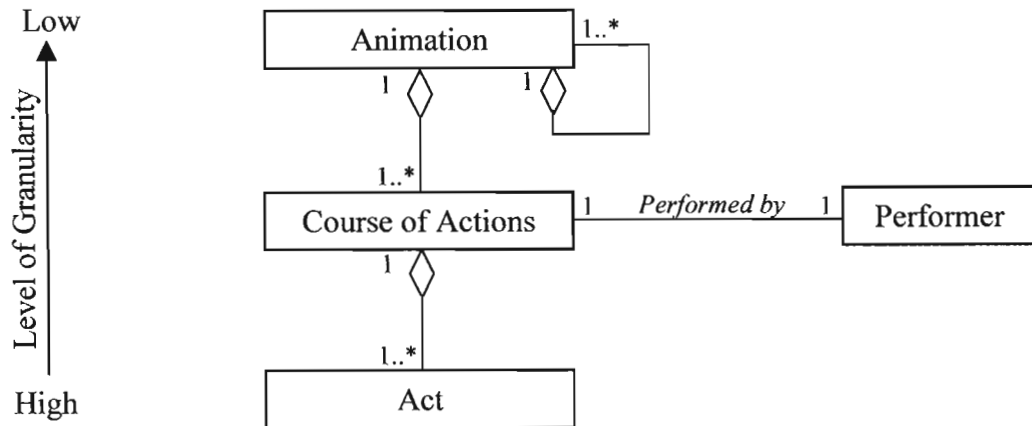 Low
Level of Granularity
High
Animation
1..*
1
1
1..*
Course of Actions
1
Performed by
1
Performer
1
1..*
Act